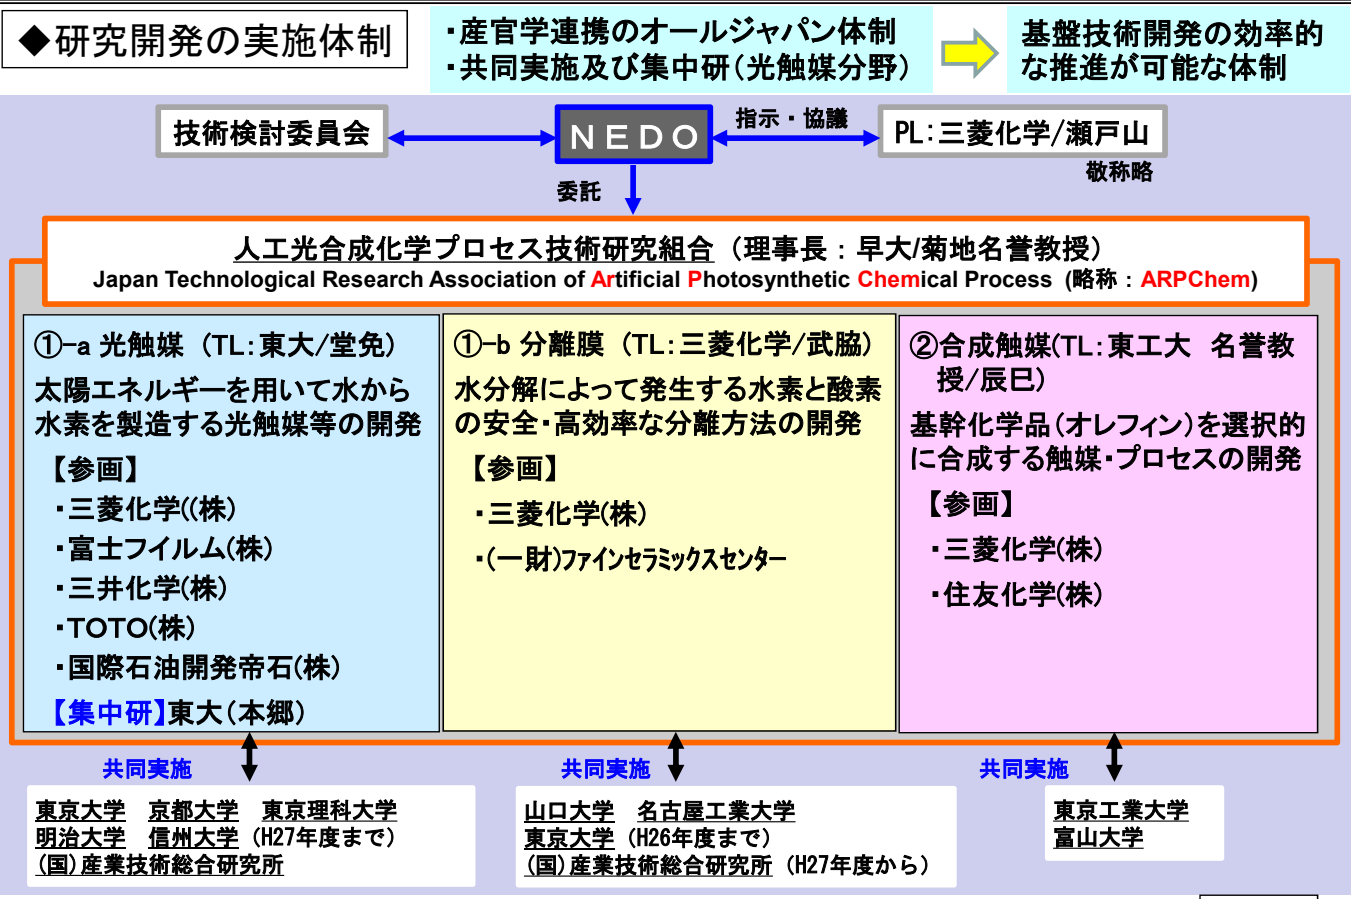 ◆研究開発の実施体制
・産官学連携のオールジャパン体制
・共同実施及び集中研（光触媒分野）
基盤技術開発の効率的
な推進が可能な体制
技術検討委員会
ＮＥＤＯ
指示・協議
PL：三菱化学/瀬戸山
敬称略
委託
人工光合成化学プロセス技術研究組合（理事長：早大/菊地名誉教授）
Japan Technological Research Association of Artificial Photosynthetic Chemical Process (略称：ARPChem)
①-a 光触媒（TL：東大/堂免）
太陽エネルギーを用いて水から
水素を製造する光触媒等の開発
【参画】
・三菱化学((株)
・富士フイルム(株)
・三井化学(株)
・TOTO(株)
・国際石油開発帝石(株)
【集中研】東大（本郷）
①-b 分離膜（TL：三菱化学/武脇）
水分解によって発生する水素と酸素
の安全・高効率な分離方法の開発
【参画】
・三菱化学(株)
・(一財)ファインセラミックスセンター
②合成触媒(TL：東工大 名誉教
授/辰巳)
基幹化学品（オレフィン）を選択的
に合成する触媒・プロセスの開発
【参画】
・三菱化学(株)
・住友化学(株)
共同実施
東京大学 京都大学 東京理科大学
明治大学 信州大学（H27年度まで）
(国)産業技術総合研究所
共同実施
山口大学 名古屋工業大学
東京大学（H26年度まで）
(国)産業技術総合研究所（H27年度から）
共同実施
東京工業大学
富山大学